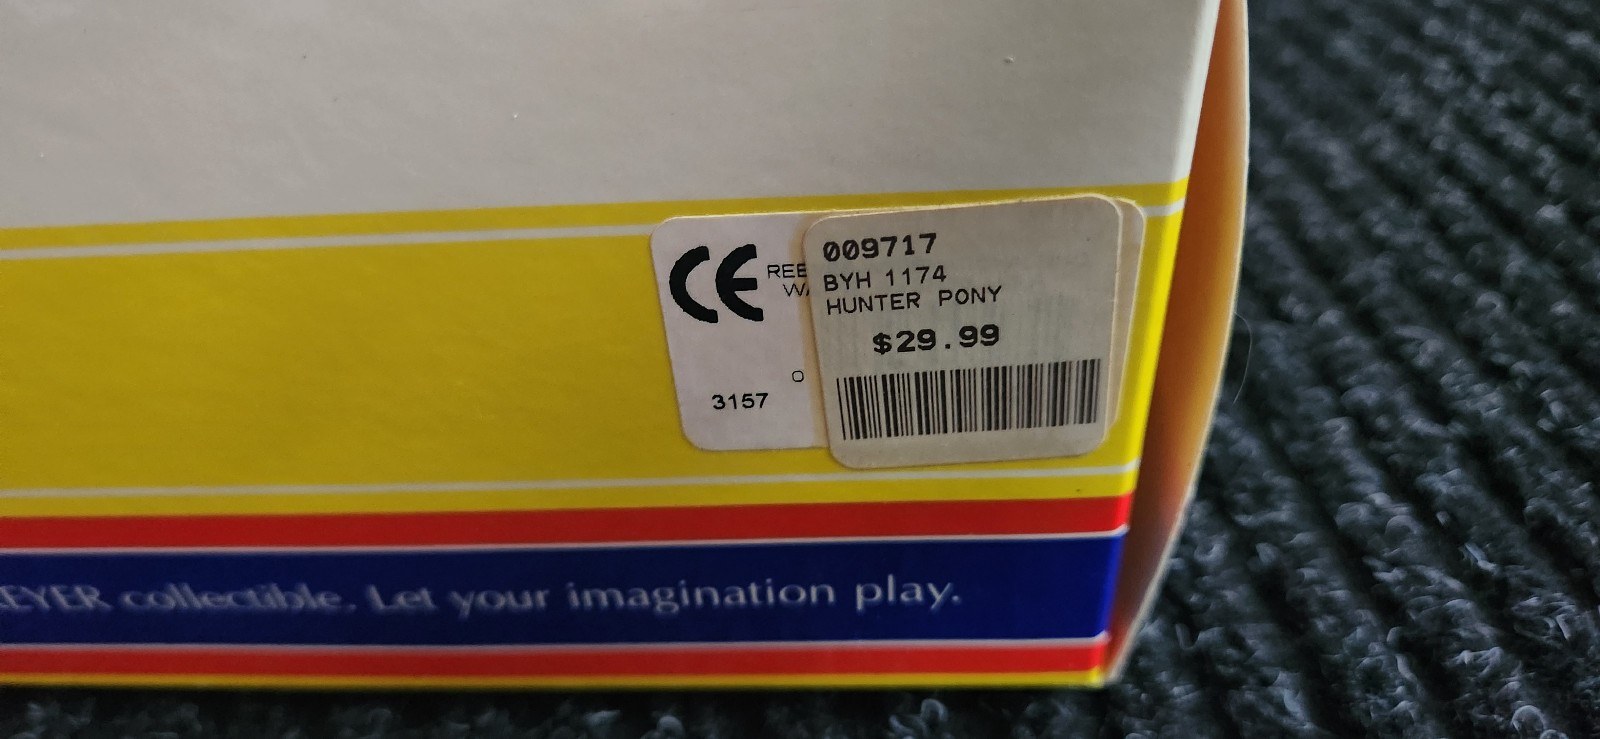 CE
009717
BYH 1174
HUNTER PONY
$29.99
3157
collectible. Let your imagination play.